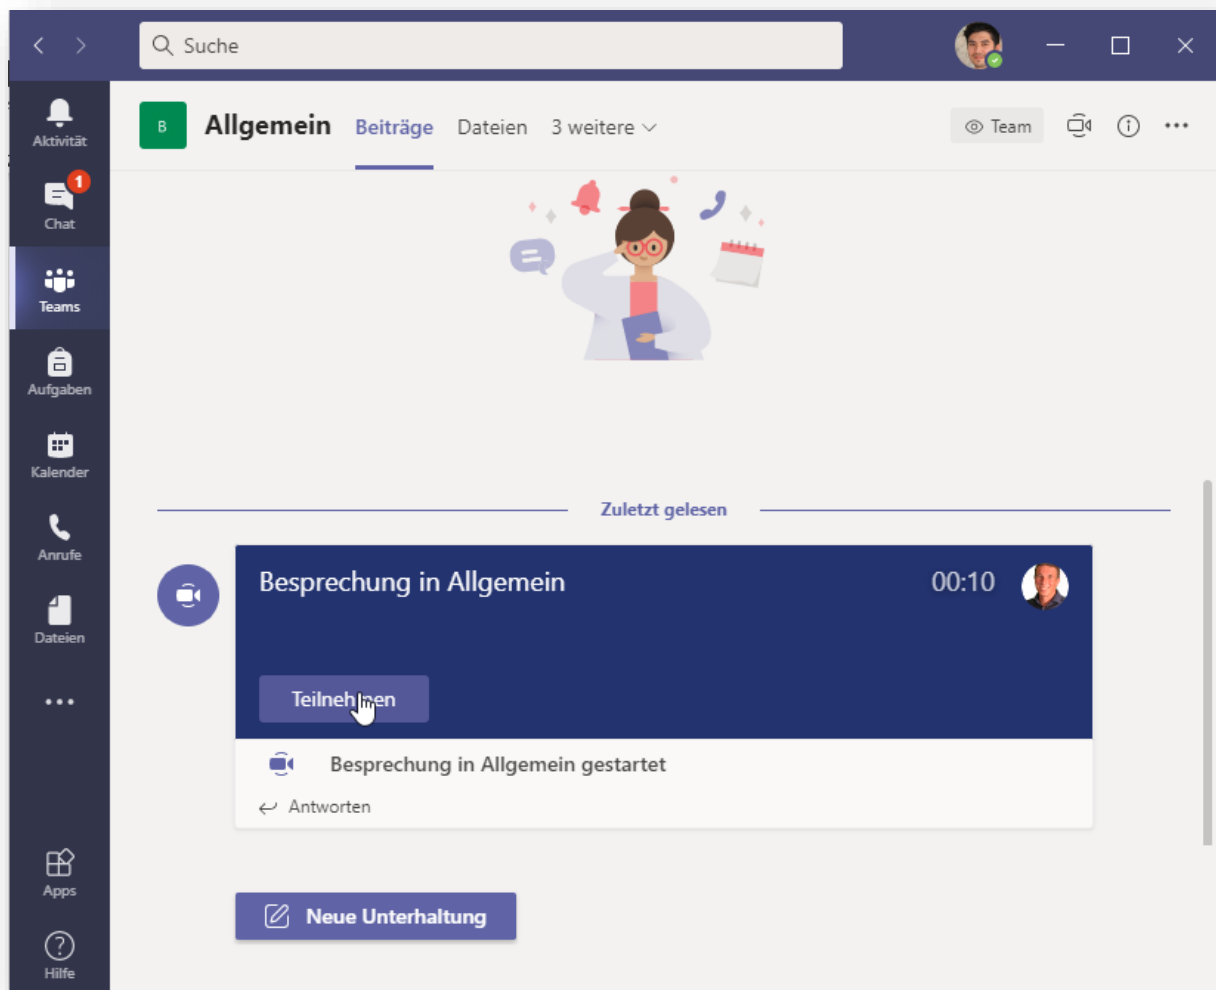 Suche
Aktivität
1
Chat
Teams
Aufgaben
Kalender
Anrufe
Dateien
Apps
Hilfe
B Allgemein Beiträge Dateien 3 weitere Team
Zuletzt gelesen
Besprechung in Allgemein 00:10
Teilnehmen
Besprechung in Allgemein gestartet
Antworten
Neue Unterhaltung